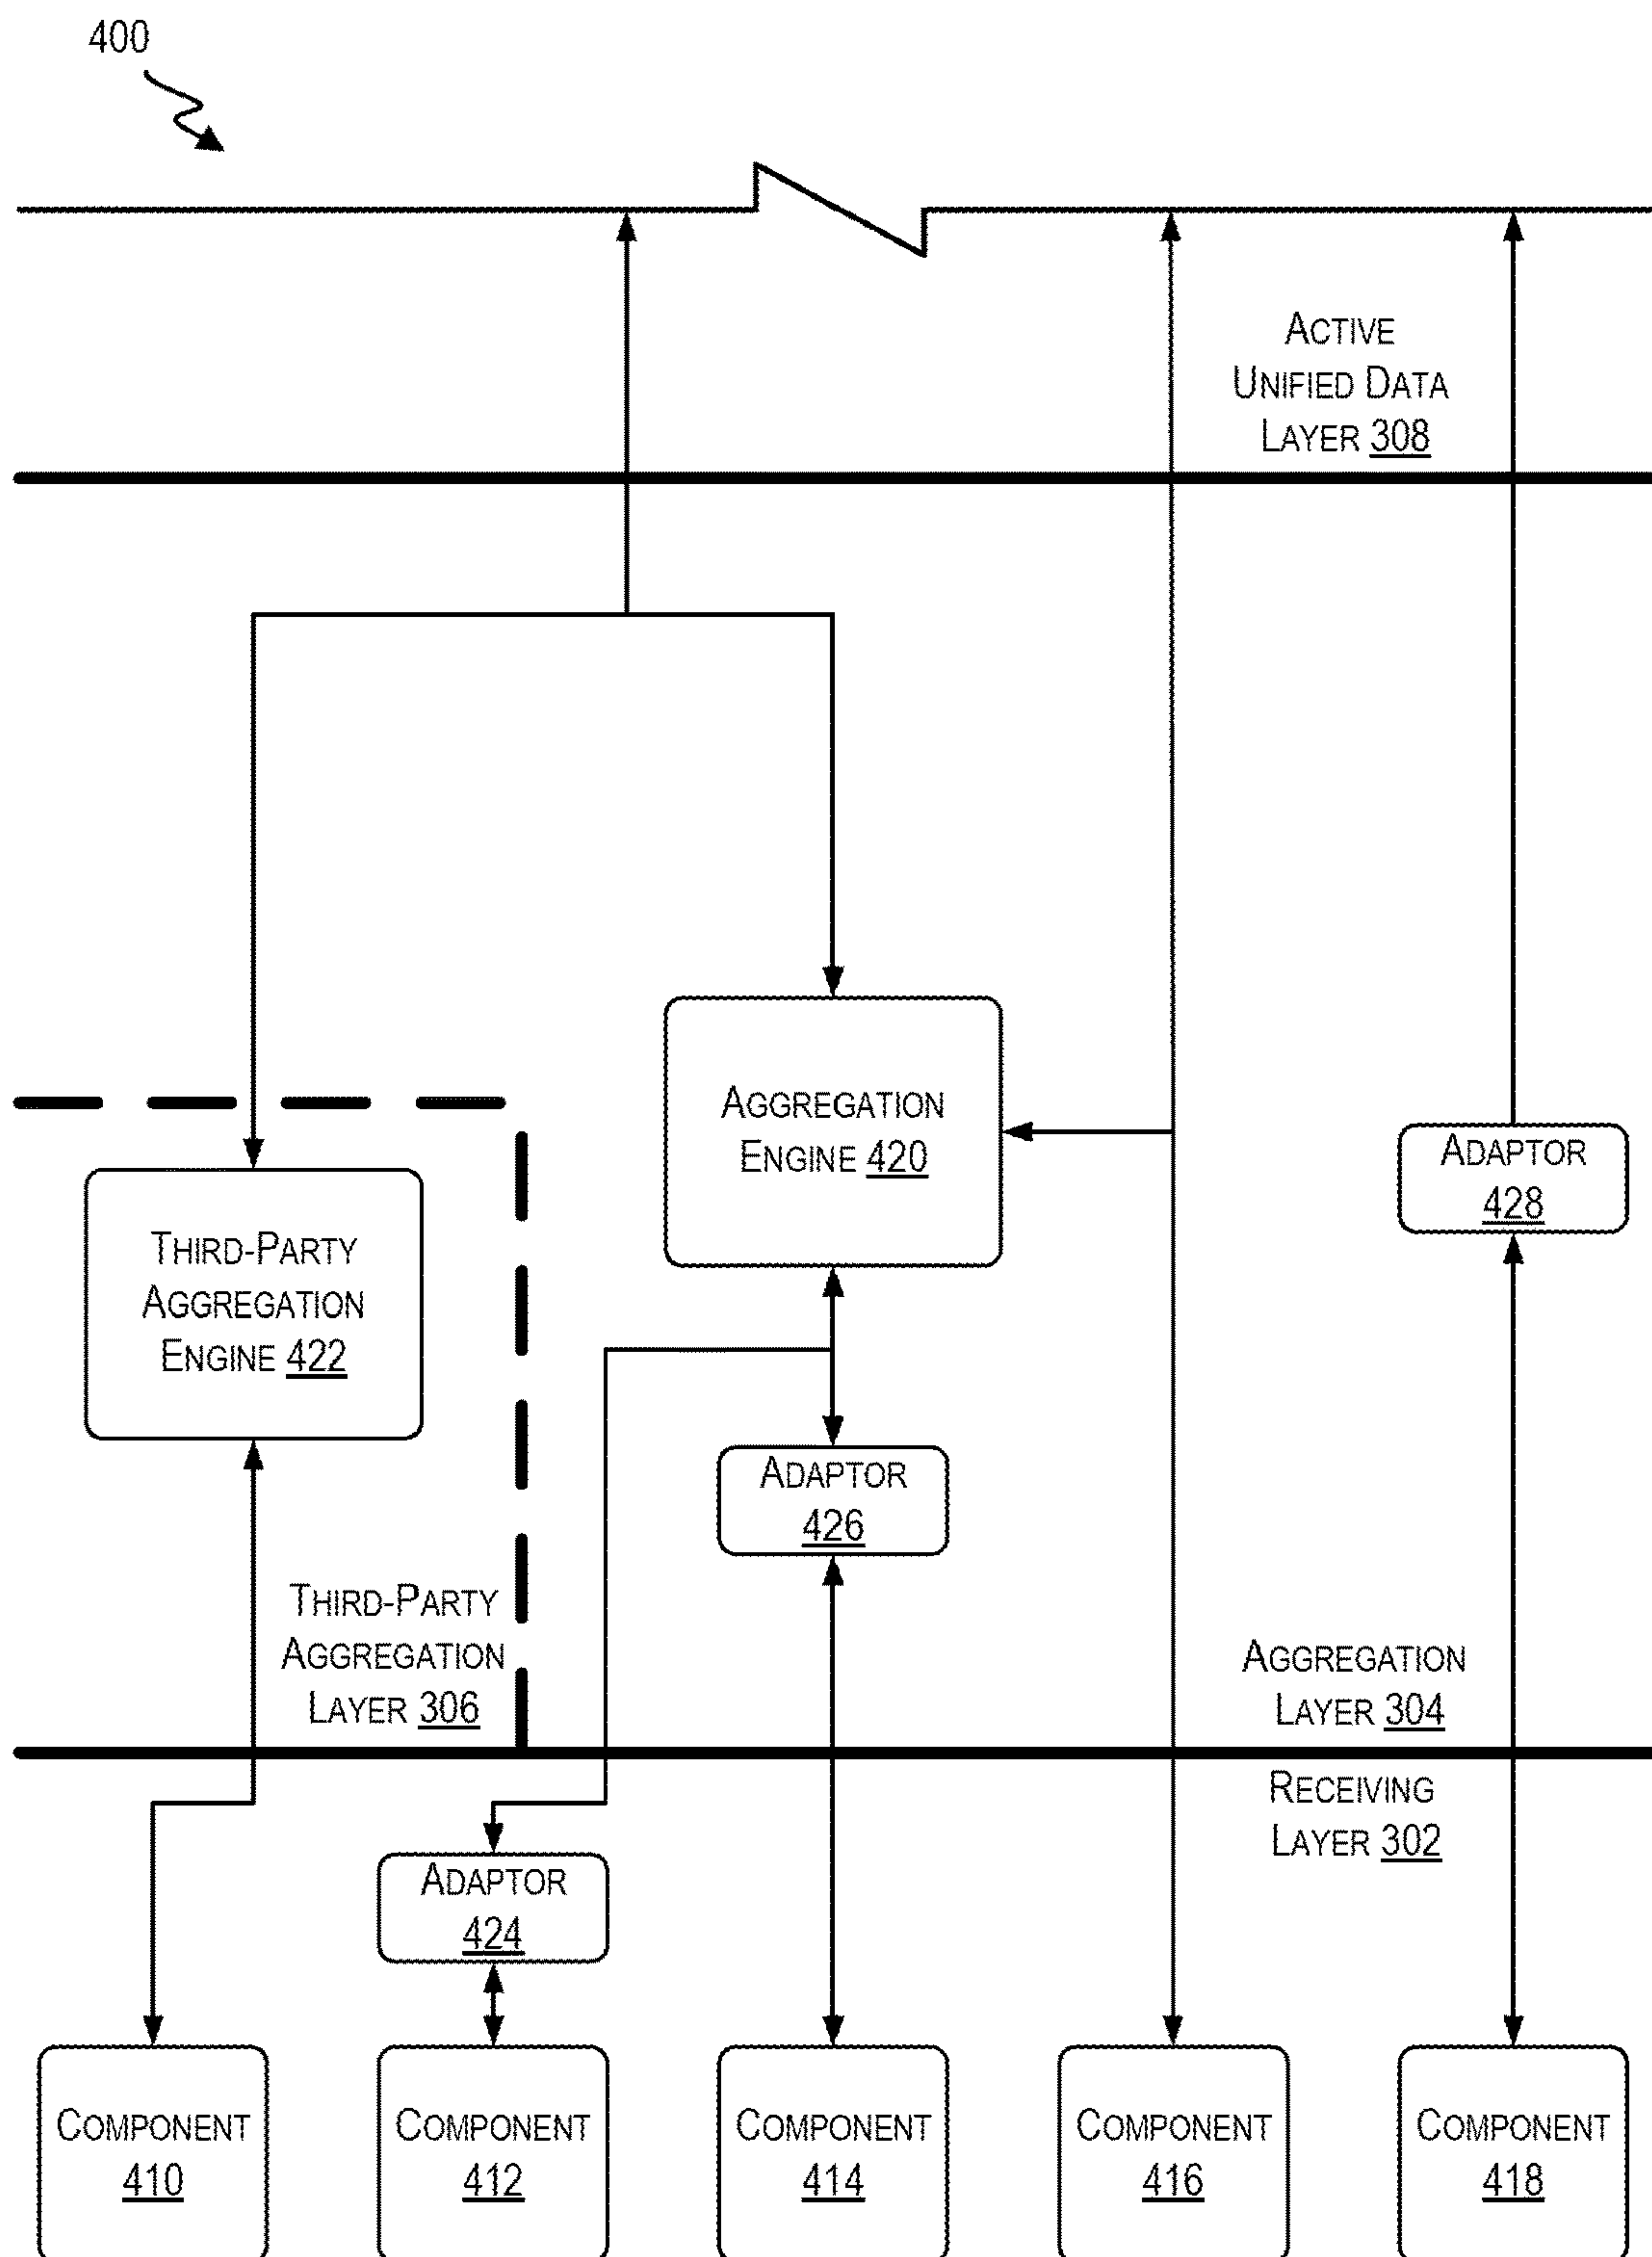 400
ACTIVE
UNIFIED DATA
LAYER 308
AGGREGATION
ENGINE 420
ADAPTOR
428
THIRD-PARTY
AGGREGATION
ENGINE 422
ADAPTOR
426
THIRD-PARTY
AGGREGATION
LAYER 306
AGGREGATION
LAYER 304
RECEIVING
LAYER 302
ADAPTOR
424
COMPONENT
410
COMPONENT
412
COMPONENT
414
COMPONENT
416
COMPONENT
418